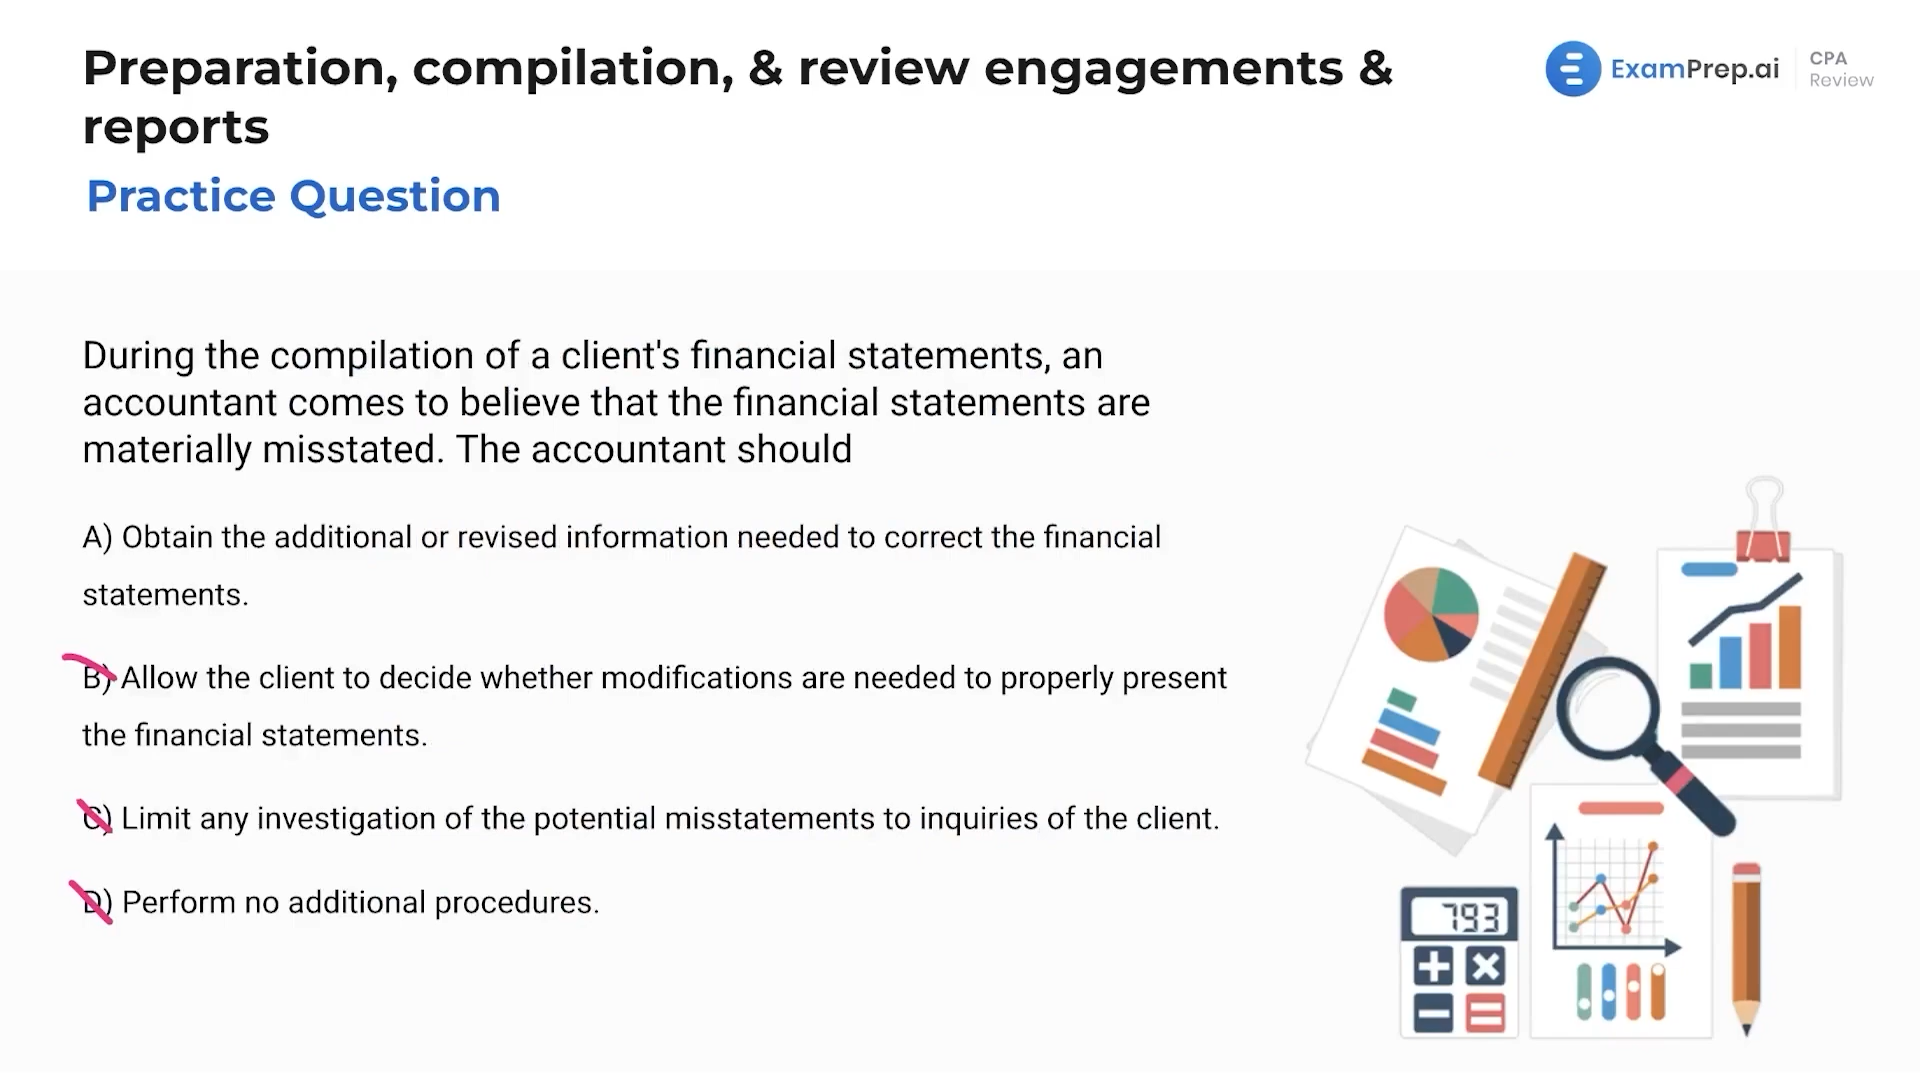 Preparation, compilation, & review engagements &
reports
ExamPrep.ai
CPA
Review
Practice Question
During the compilation of a client's financial statements, an
accountant comes to believe that the financial statements are
materially misstated. The accountant should
A) Obtain the additional or revised information needed to correct the financial
statements.
B) Allow the client to decide whether modifications are needed to properly present
the financial statements.
C) Limit any investigation of the potential misstatements to inquiries of the client.
D) Perform no additional procedures.
793